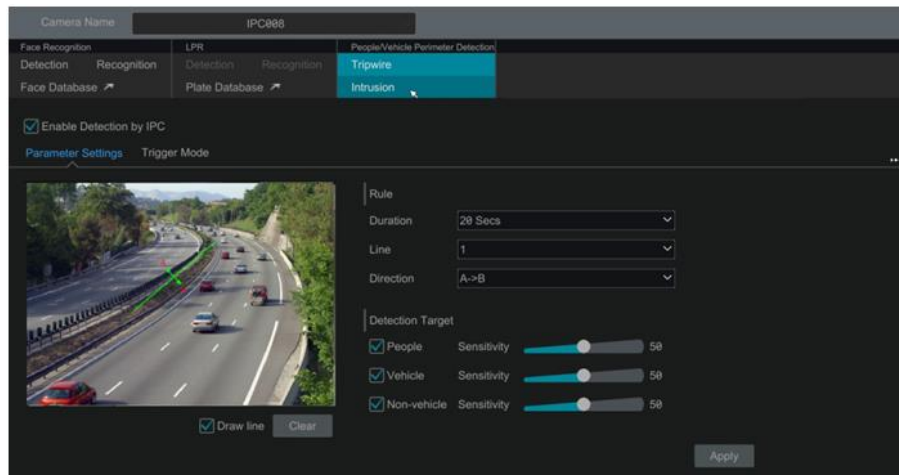 Camera Name IPC008
Face Recognition LPR People/Vehicle Perimeter Detection
Detection Recognition Detection Recognition Tripwire
Face Database Plate Database Intrusion
Enable Detection by IPC
Parameter Settings Trigger Mode
Rule
Duration 20 Secs
Line 1
Direction A->B
Detection Target
People Sensitivity 50
Vehicle Sensitivity 50
Non-vehicle Sensitivity 50
Draw line Clear
Apply